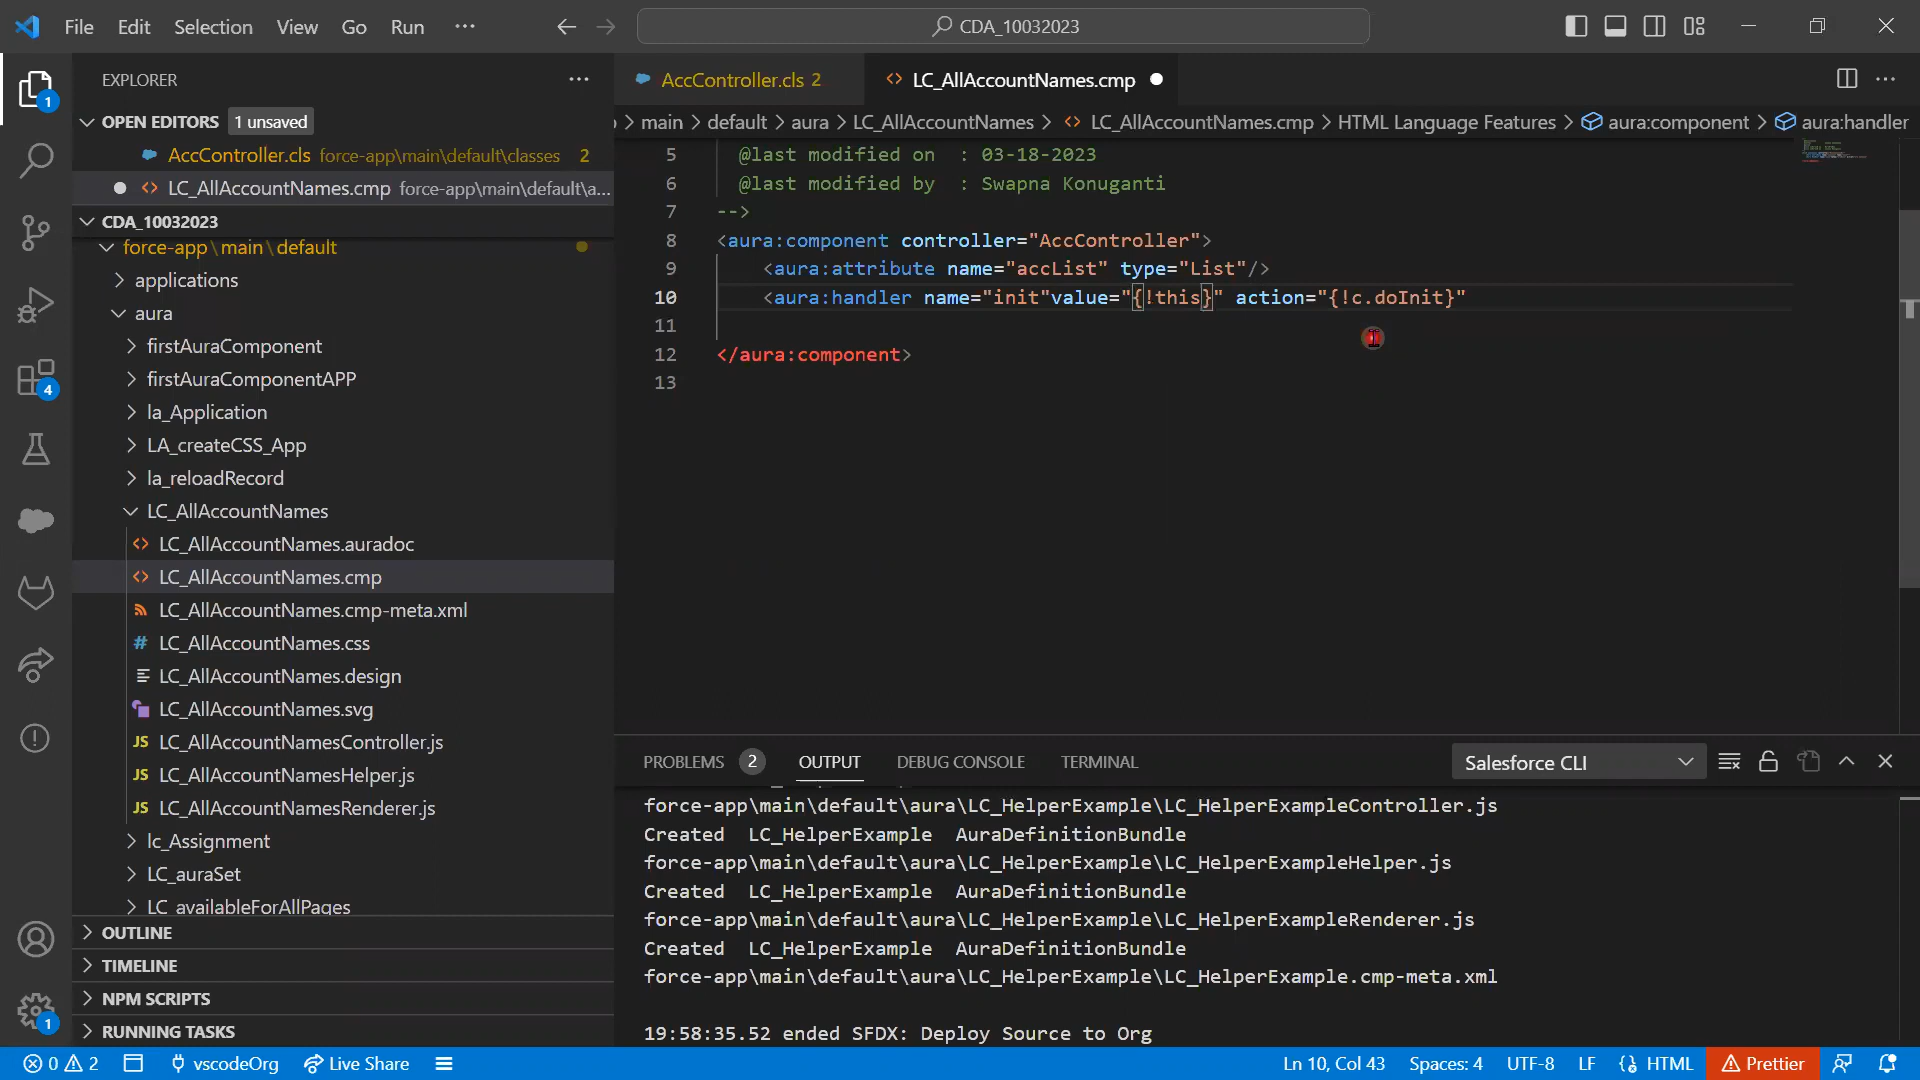 File Edit Selection View Go Run ···
CDA_10032023
EXPLORER
OPEN EDITORS 1 unsaved
AccController.cls force-app\main\default\classes 2
LC_AllAccountNames.cmp force-app\main\default\a...
CDA_10032023
force-app\main\default
applications
aura
firstAuraComponent
firstAuraComponentAPP
la_Application
LA_createCSS_App
la_reloadRecord
LC_AllAccountNames
LC_AllAccountNames.auradoc
LC_AllAccountNames.cmp
LC_AllAccountNames.cmp-meta.xml
LC_AllAccountNames.css
LC_AllAccountNames.design
LC_AllAccountNames.svg
JS LC_AllAccountNamesController.js
JS LC_AllAccountNamesHelper.js
JS LC_AllAccountNamesRenderer.js
lc_Assignment
LC_auraSet
LC_availableForAllPages
OUTLINE
TIMELINE
NPM SCRIPTS
RUNNING TASKS
1
4
1
AccController.cls 2 LC_AllAccountNames.cmp
main > default > aura > LC_AllAccountNames > LC_AllAccountNames.cmp > HTML Language Features > aura:component > aura:handler
5 @last modified on : 03-18-2023
6 @last modified by : Swapna Konuganti
7 -->
8 <aura:component controller="AccController">
9 <aura:attribute name="accList" type="List"/>
10 <aura:handler name="init"value="{!this}" action="{!c.doInit}"
11
12 </aura:component>
13
PROBLEMS 2 OUTPUT DEBUG CONSOLE TERMINAL Salesforce CLI
force-app\main\default\aura\LC_HelperExample\LC_HelperExampleController.js
Created LC_HelperExample AuraDefinitionBundle
force-app\main\default\aura\LC_HelperExample\LC_HelperExampleHelper.js
Created LC_HelperExample AuraDefinitionBundle
force-app\main\default\aura\LC_HelperExample\LC_HelperExampleRenderer.js
Created LC_HelperExample AuraDefinitionBundle
force-app\main\default\aura\LC_HelperExample\LC_HelperExample.cmp-meta.xml
19:58:35.52 ended SFDX: Deploy Source to Org
0 2 vscodeOrg Live Share Ln 10, Col 43 Spaces: 4 UTF-8 LF HTML Prettier